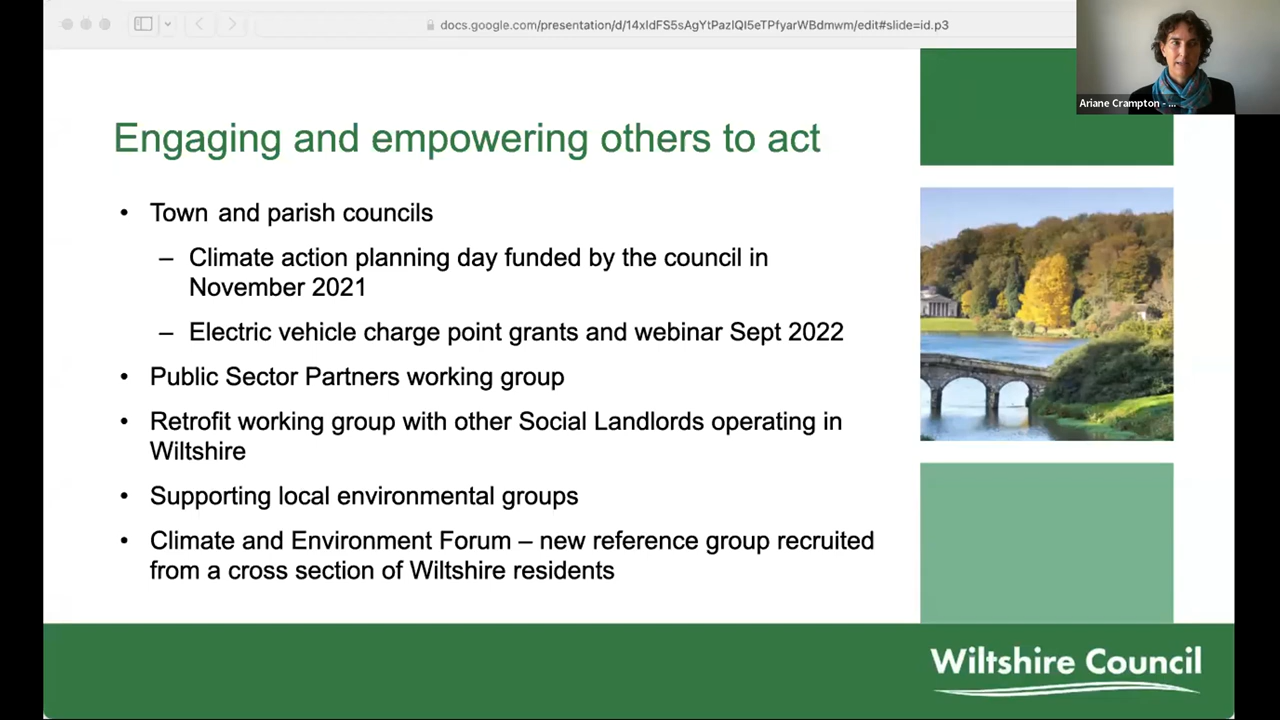 docs.google.com/presentation/d/14xIdFS5sAgYtPazIQI5eTPfyarWBdmwm/edit#slide=id.p3
Ariane Crampton - ...
Engaging and empowering others to act
• Town and parish councils
– Climate action planning day funded by the council in
November 2021
– Electric vehicle charge point grants and webinar Sept 2022
• Public Sector Partners working group
• Retrofit working group with other Social Landlords operating in
Wiltshire
• Supporting local environmental groups
• Climate and Environment Forum – new reference group recruited
from a cross section of Wiltshire residents
Wiltshire Council